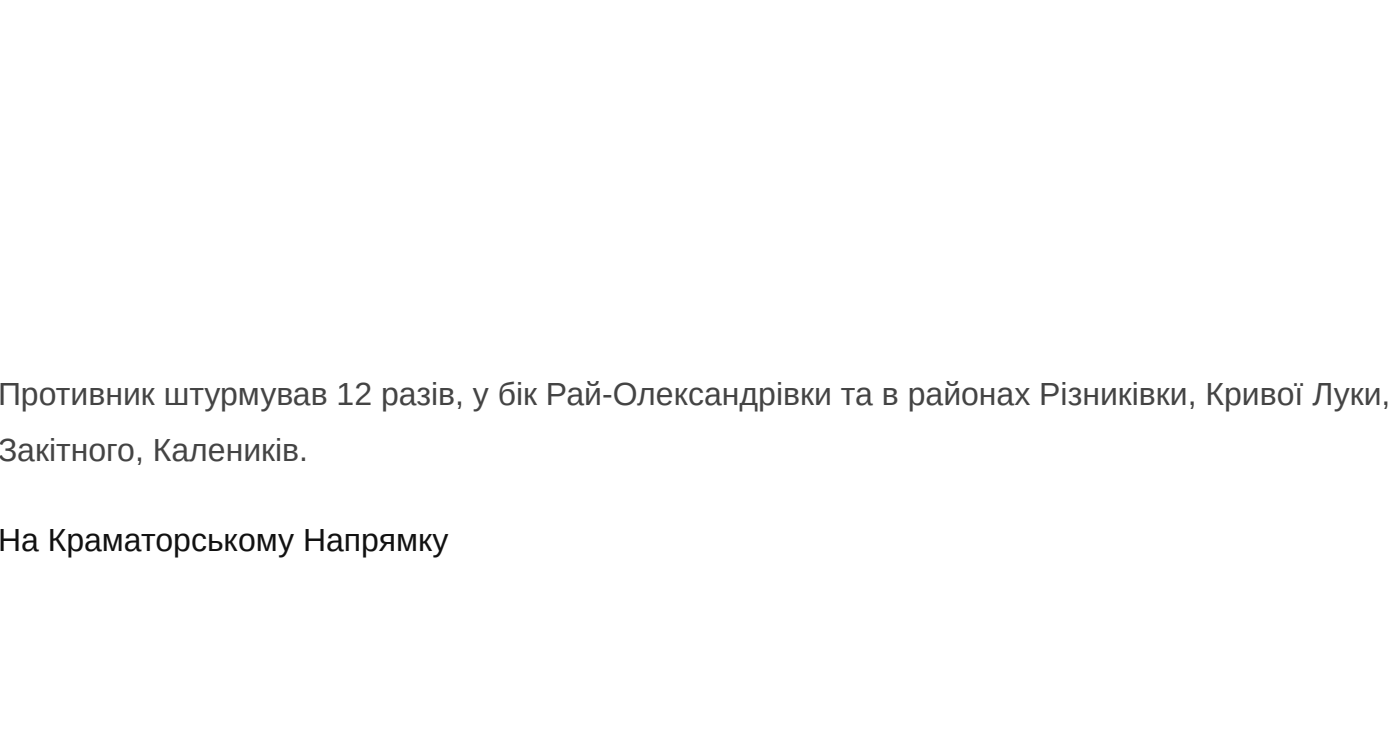 Противник штурмував 12 разів, у бік Рай-Олександрівки та в районах Різниківки, Кривої Луки,
Закітного, Калеників.
На Краматорському Напрямку